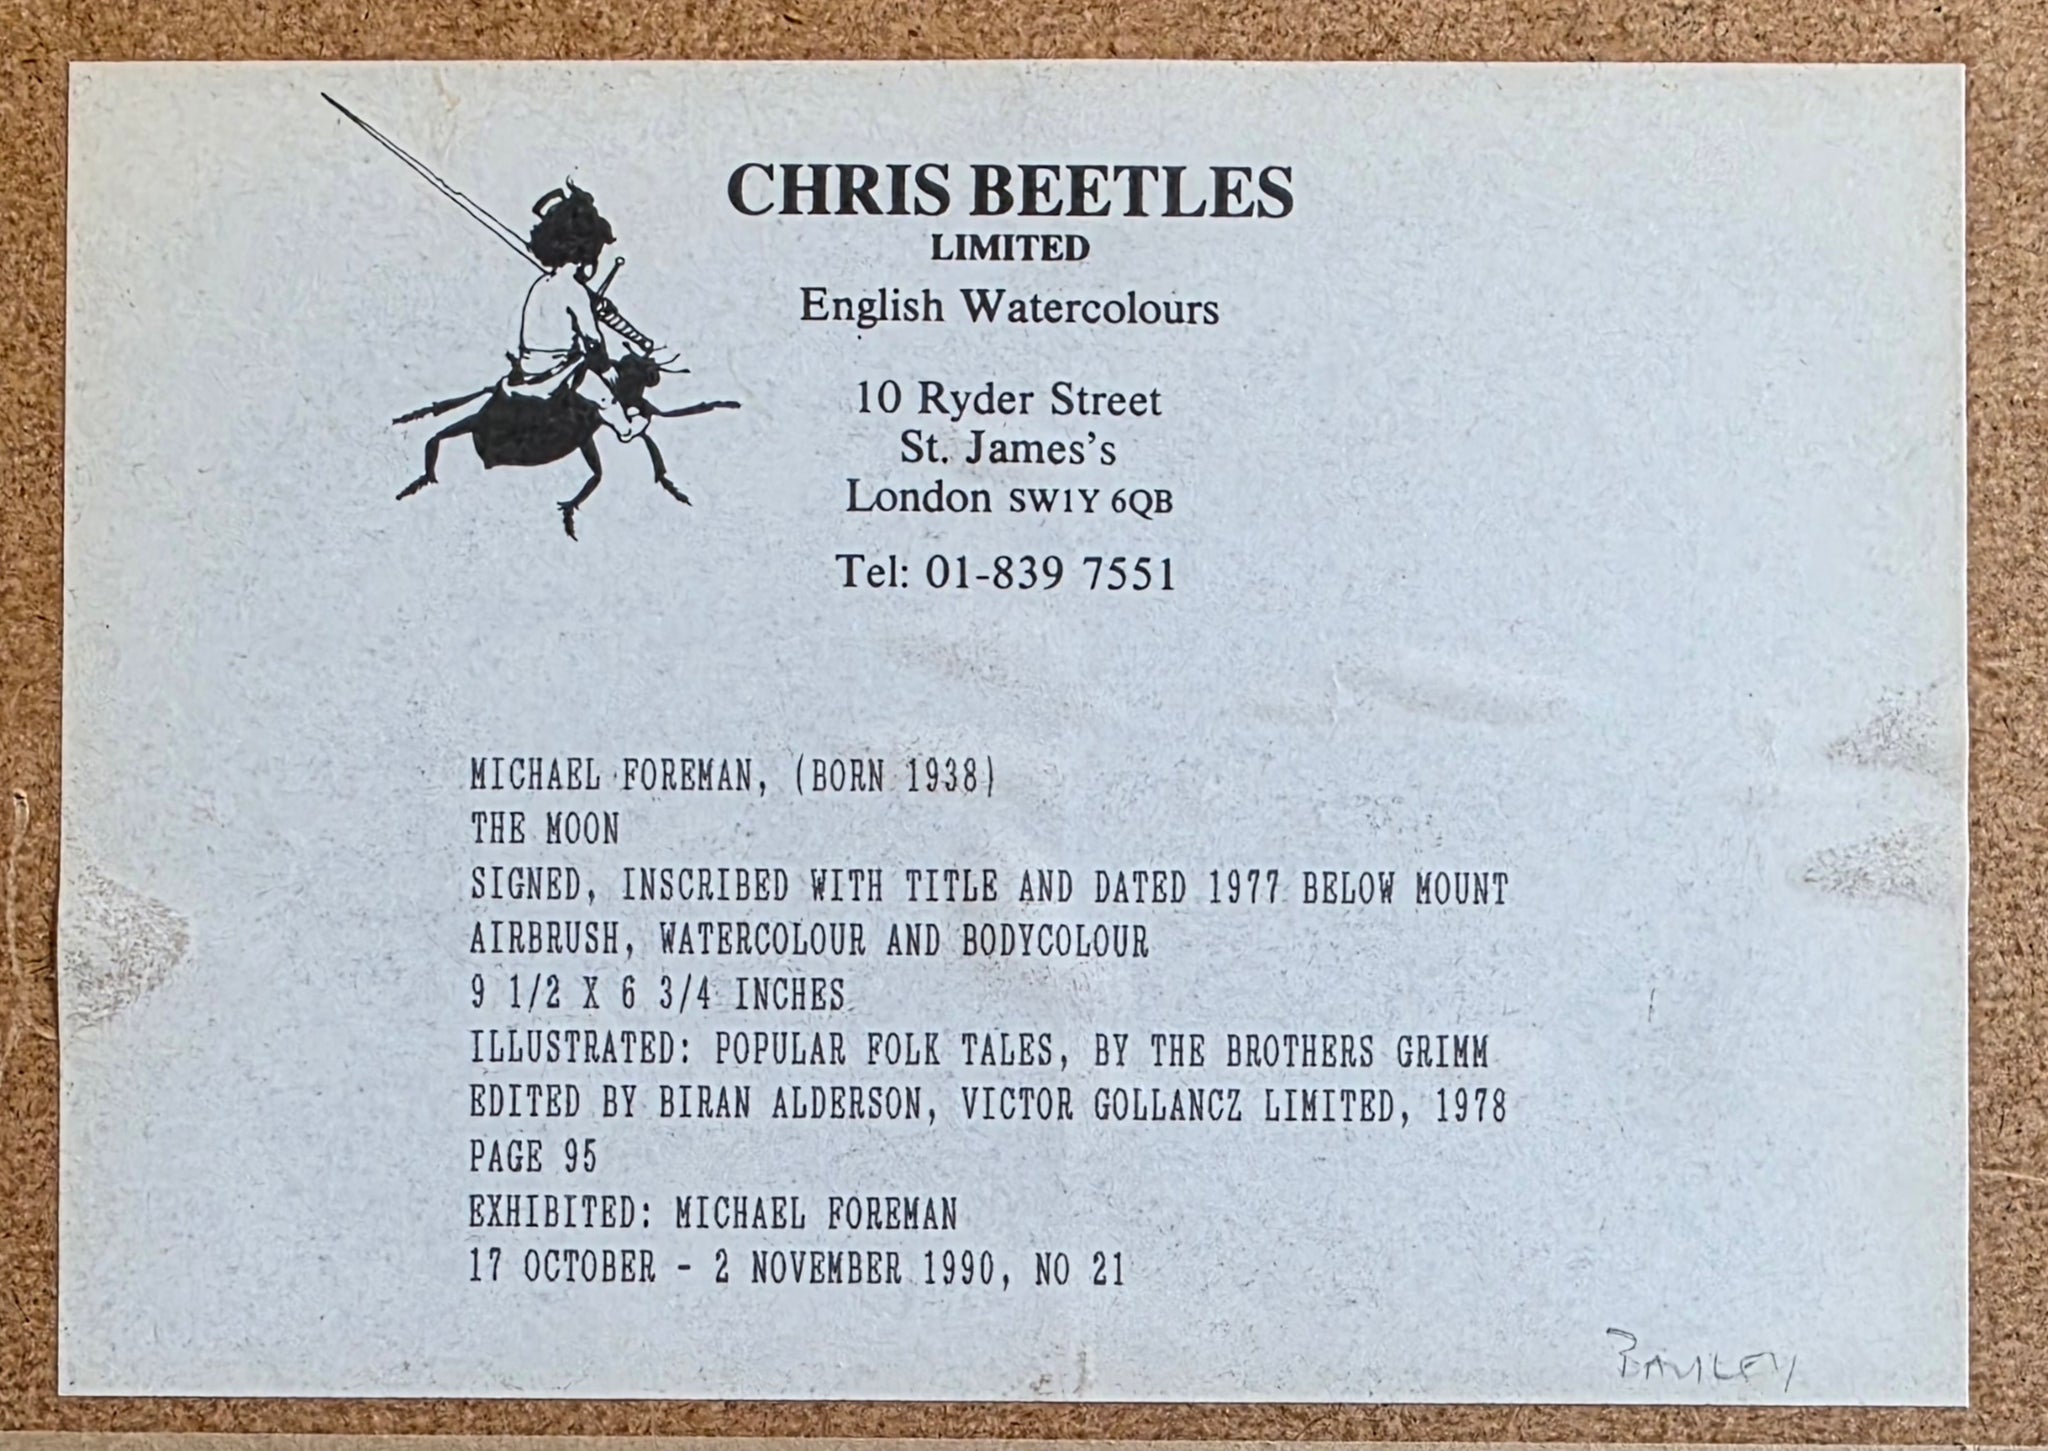 CHRIS BEETLES
LIMITED
English Watercolours
10 Ryder Street
St. James's
London SW1Y 6QB
Tel: 01-839 7551
MICHAEL FOREMAN, (BORN 1938)
THE MOON
SIGNED, INSCRIBED WITH TITLE AND DATED 1977 BELOW MOUNT
AIRBRUSH, WATERCOLOUR AND BODYCOLOUR
9 1/2 X 6 3/4 INCHES
ILLUSTRATED: POPULAR FOLK TALES, BY THE BROTHERS GRIMM
EDITED BY BIRAN ALDERSON, VICTOR GOLLANCZ LIMITED, 1978
PAGE 95
EXHIBITED: MICHAEL FOREMAN
17 OCTOBER - 2 NOVEMBER 1990, NO 21